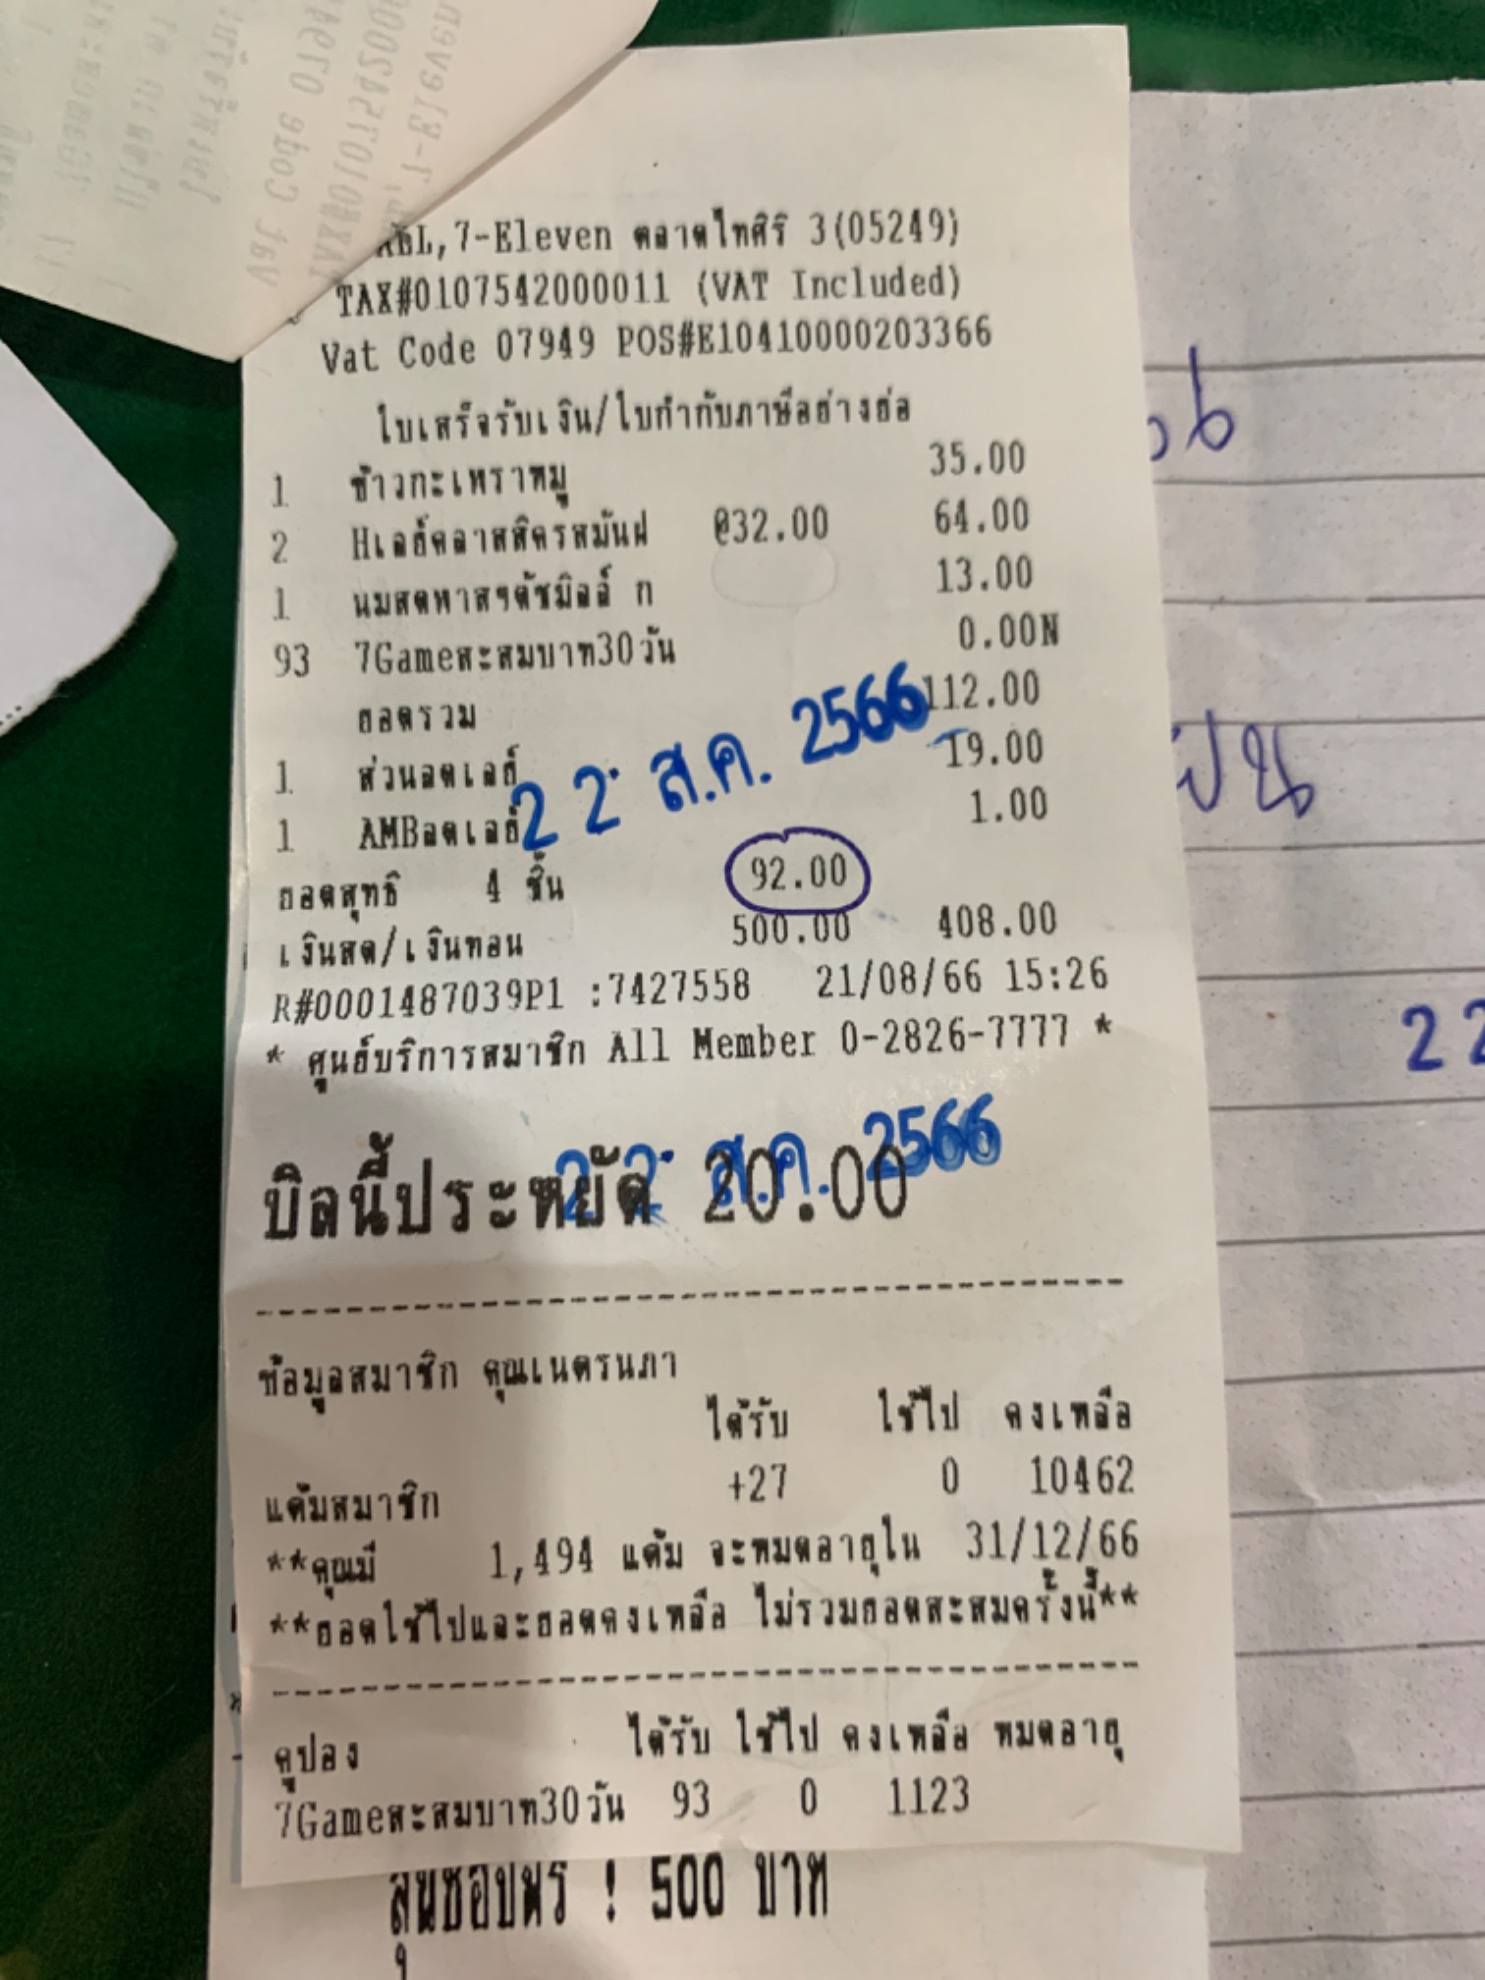 7-Eleven ตลาดไทศิริ 3(05249)
TAX#0107542000011 (VAT Included)
Vat Code 07949 POS#E10410000203366
ใบเสร็จรับเงิน/ใบกำกับภาษีอย่างย่อ
1 ข้าวกะเพราหมู 35.00
2 Hเลย์คลาสสิครสมันฝ @32.00 64.00
1 นมสดพาสฯดัชมิลล์ ก 13.00
93 7Gameสะสมบาท30วัน 0.00N
ยอดรวม 112.00
1 ส่วนลดเลย์ 19.00
22 ส.ค. 2566
1 AMBลดเลย์ 1.00
ยอดสุทธิ 4 ชิ้น 92.00
เงินสด/เงินทอน 500.00 408.00
R#0001487039P1 :7427558 21/08/66 15:26
* ศูนย์บริการสมาชิก All Member 0-2826-7777 *
22 ส.ค. 2566
บิลนี้ประหยัด 20.00
ข้อมูลสมาชิก คุณเนตรนภา
ได้รับ ใช้ไป คงเหลือ
แต้มสมาชิก +27 0 10462
**คุณมี 1,494 แต้ม จะหมดอายุใน 31/12/66
**ยอดใช้ไปและยอดคงเหลือ ไม่รวมยอดสะสมครั้งนี้**
คูปอง ได้รับ ใช้ไป คงเหลือ หมดอายุ
7Gameสะสมบาท30วัน 93 0 1123
500 บาท
22